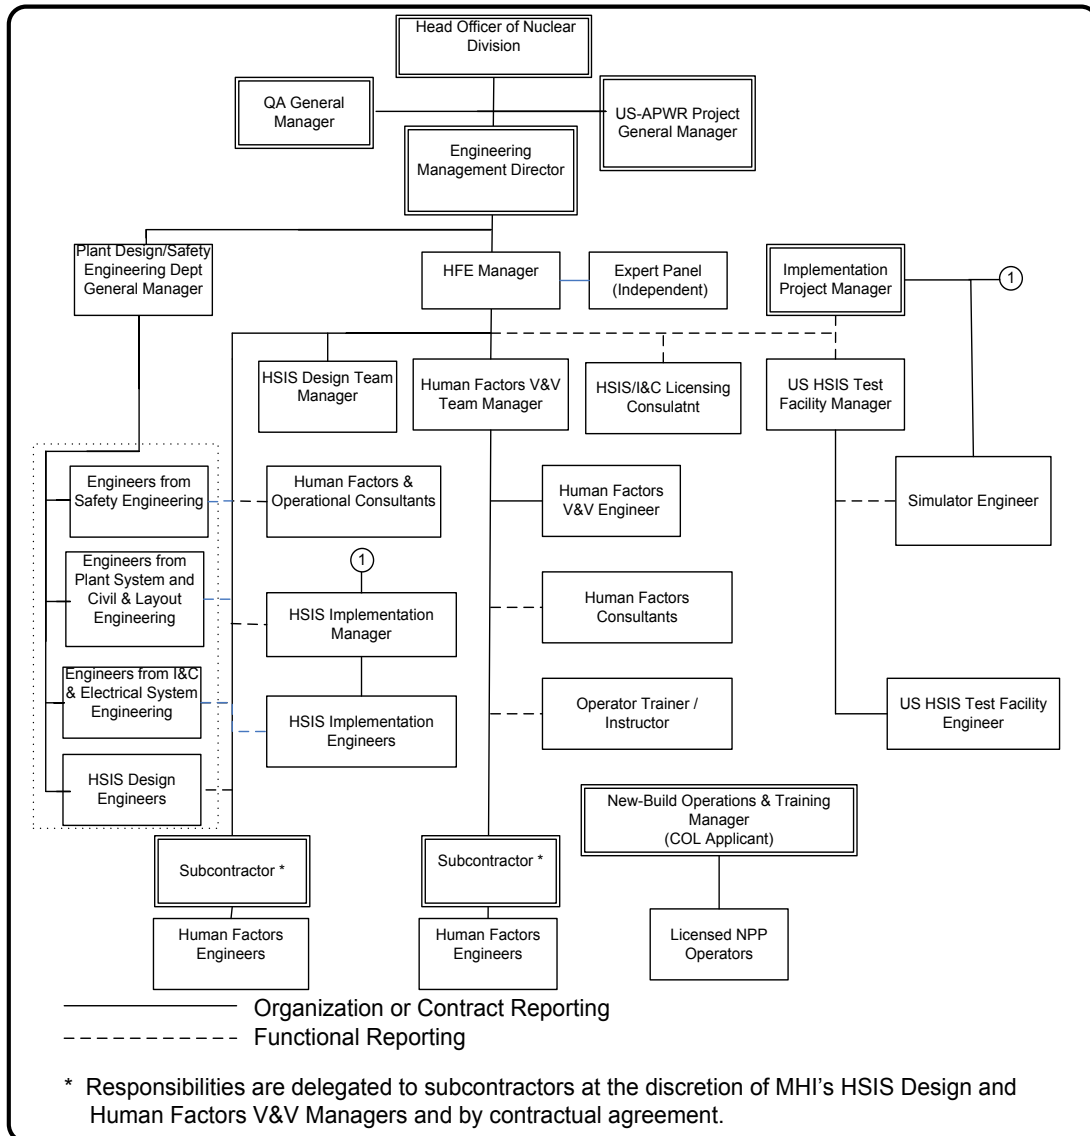 Head Officer of Nuclear
Division
QA General
Manager
US-APWR Project
General Manager
Engineering
Management Director
Plant Design/Safety
Engineering Dept
General Manager
HFE Manager
Expert Panel
(Independent)
Implementation
Project Manager
1
HSIS Design Team
Manager
Human Factors V&V
Team Manager
HSIS/I&C Licensing
Consulatnt
US HSIS Test
Facility Manager
Engineers from
Safety Engineering
Human Factors &
Operational Consultants
Human Factors
V&V Engineer
Simulator Engineer
Engineers from
Plant System and
Civil & Layout
Engineering
1
HSIS Implementation
Manager
Human Factors
Consultants
Engineers from I&C
& Electrical System
Engineering
HSIS Implementation
Engineers
Operator Trainer /
Instructor
US HSIS Test Facility
Engineer
HSIS Design
Engineers
New-Build Operations & Training
Manager
(COL Applicant)
Subcontractor *
Subcontractor *
Human Factors
Engineers
Human Factors
Engineers
Licensed NPP
Operators
Organization or Contract Reporting
Functional Reporting
* Responsibilities are delegated to subcontractors at the discretion of MHI's HSIS Design and
Human Factors V&V Managers and by contractual agreement.